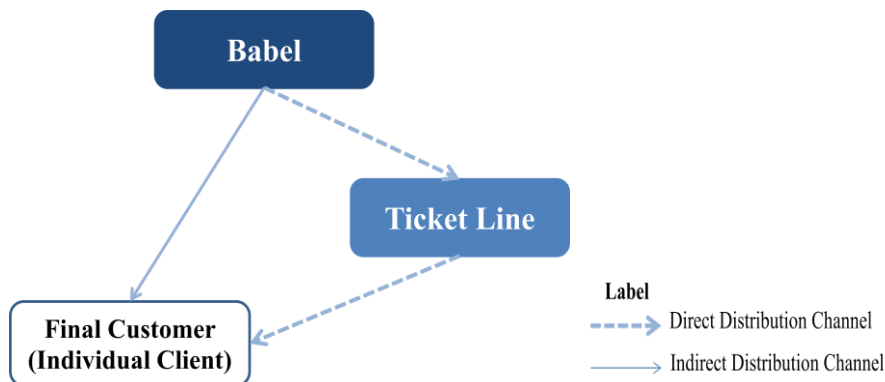 Babel
Ticket Line
Final Customer
(Individual Client)
Label
Direct Distribution Channel
Indirect Distribution Channel